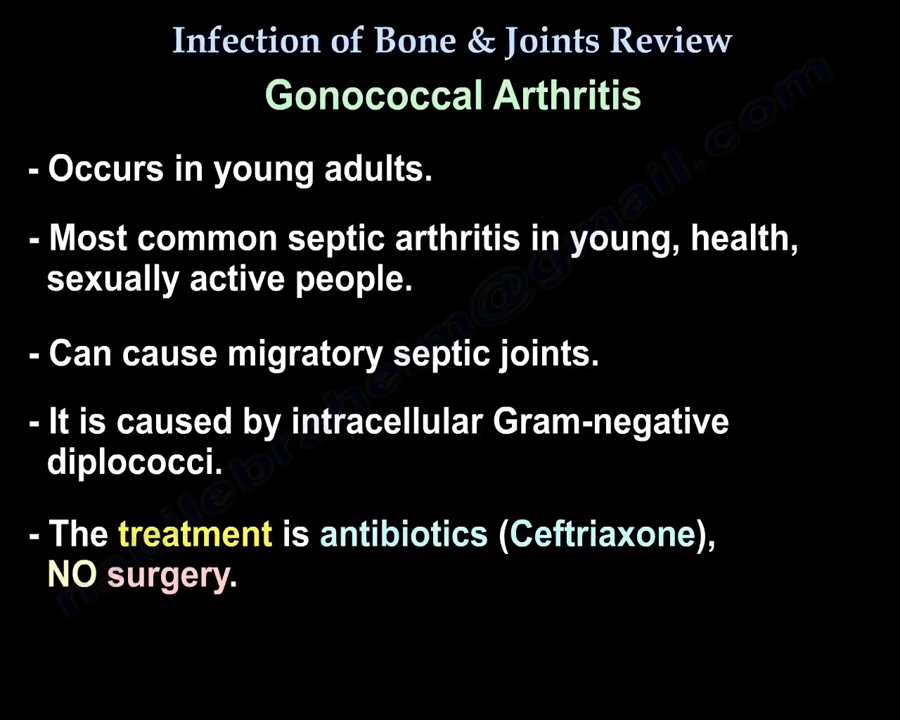 Infection of Bone & Joints Review
Gonococcal Arthritis
- Occurs in young adults.
- Most common septic arthritis in young, health,
sexually active people.
- Can cause migratory septic joints.
- It is caused by intracellular Gram-negative
diplococci.
- The treatment is antibiotics (Ceftriaxone),
NO surgery.